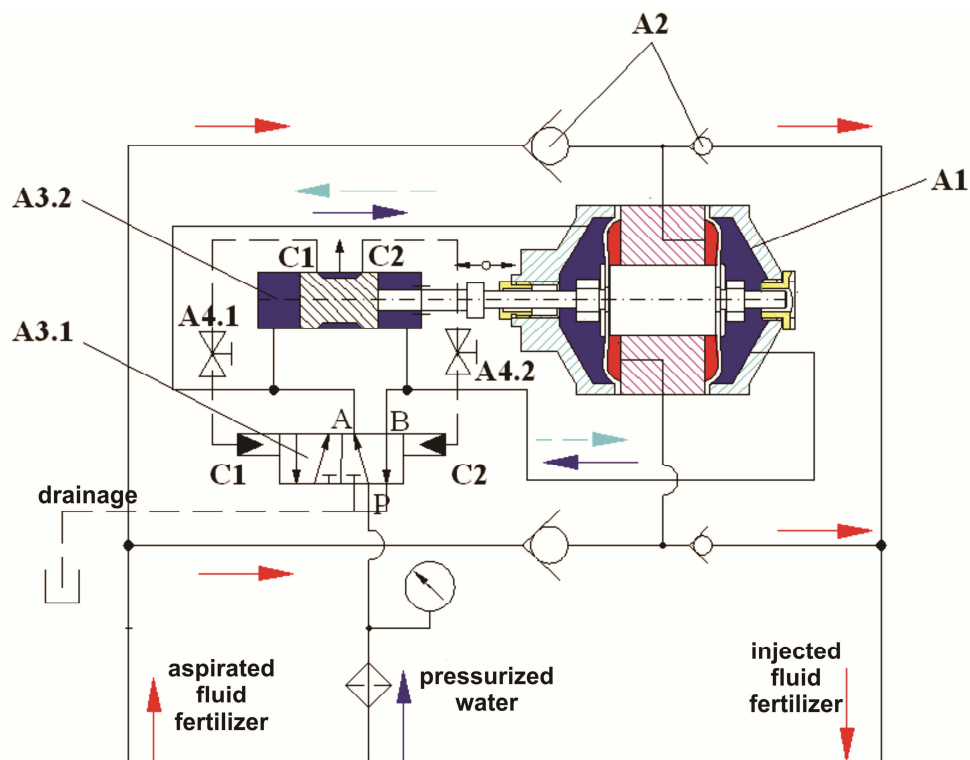 A2
A1
A3.2
C1
C2
A4.1
A3.1
A4.2
A
B
C1
C2
drainage
P
aspirated
fluid
fertilizer
pressurized
water
injected
fluid
fertilizer